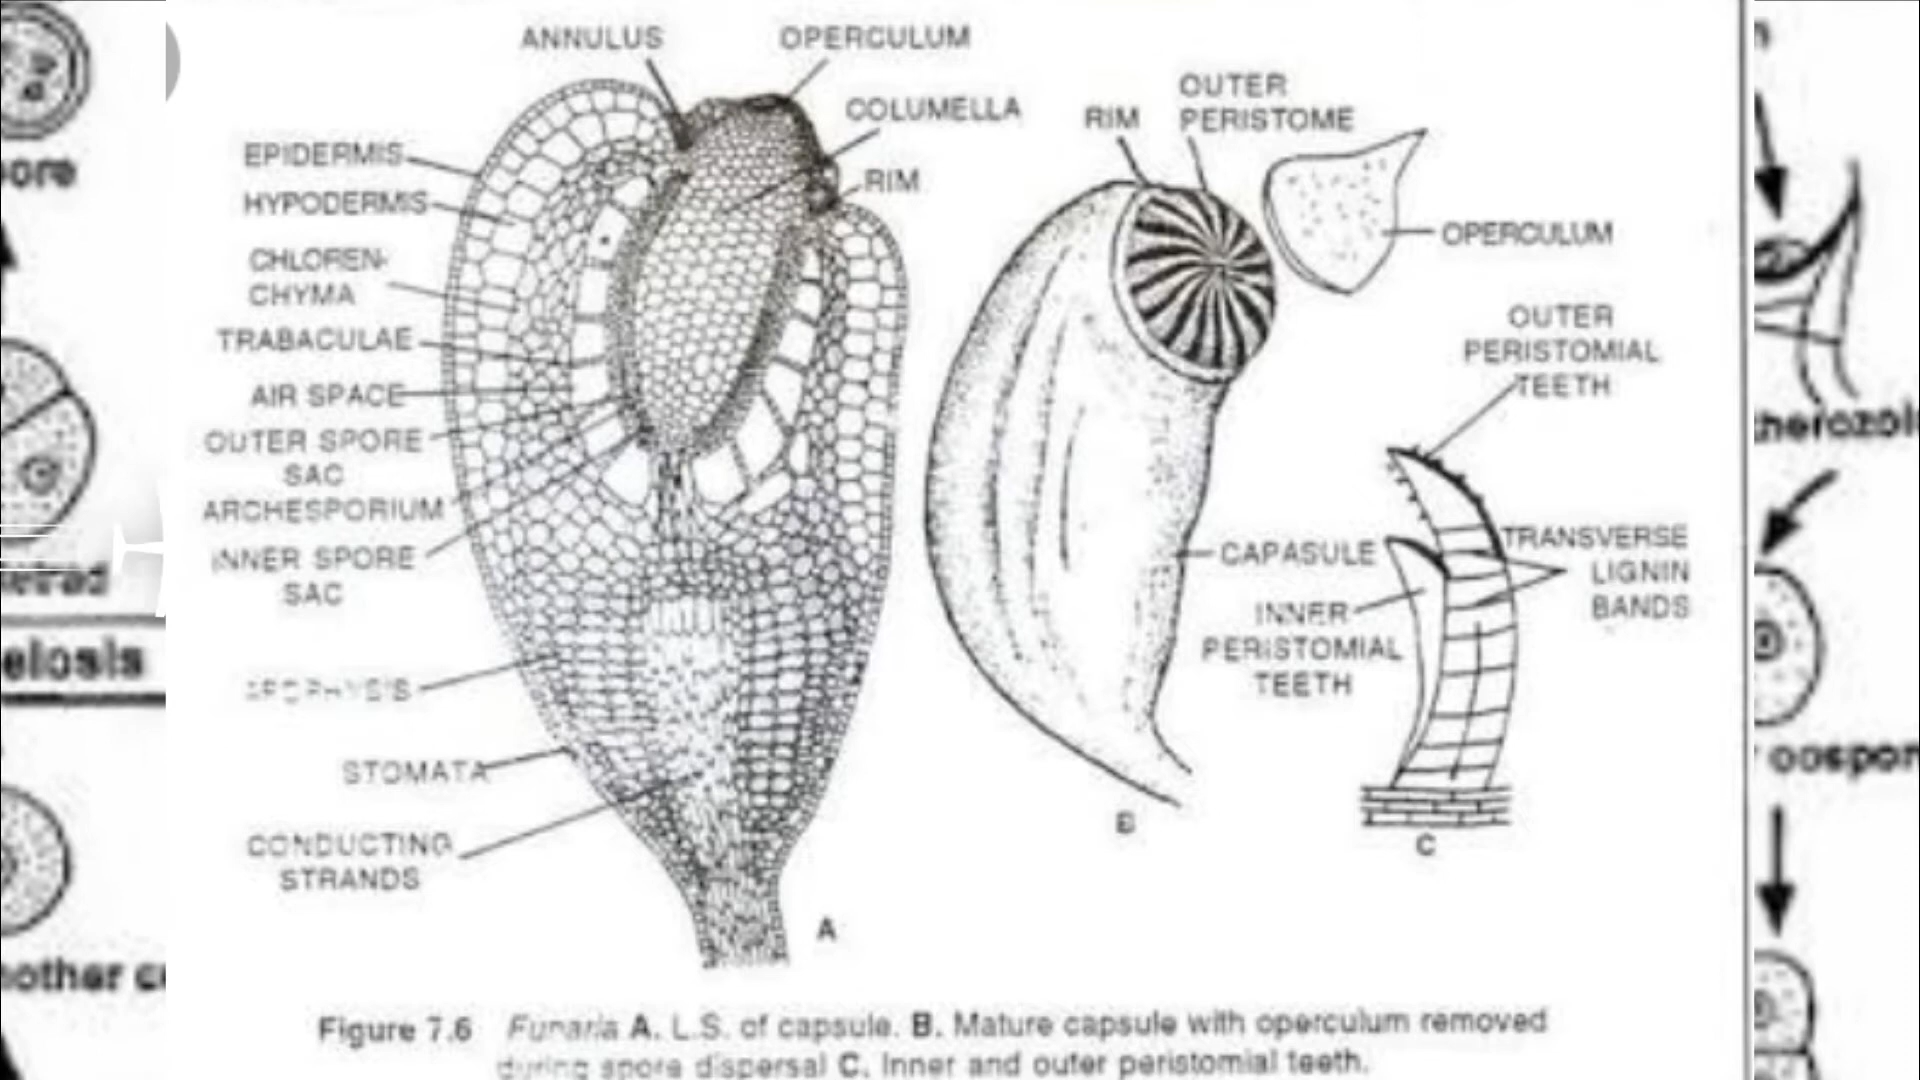 ANNULUS
OPERCULUM
COLUMELLA
RIM
EPIDERMIS
HYPODERMIS
CHLOREN-
CHYMA
TRABACULAE
AIR SPACE
OUTER SPORE
SAC
ARCHESPORIUM
INNER SPORE
SAC
APOPHYSIS
STOMATA
CONDUCTING
STRANDS
A
RIM
OUTER
PERISTOME
OPERCULUM
CAPASULE
B
OUTER
PERISTOMIAL
TEETH
TRANSVERSE
LIGNIN
BANDS
INNER
PERISTOMIAL
TEETH
C
Figure 7.6 Funaria A. L.S. of capsule. B. Mature capsule with operculum removed
during spore dispersal C. Inner and outer peristomial teeth.